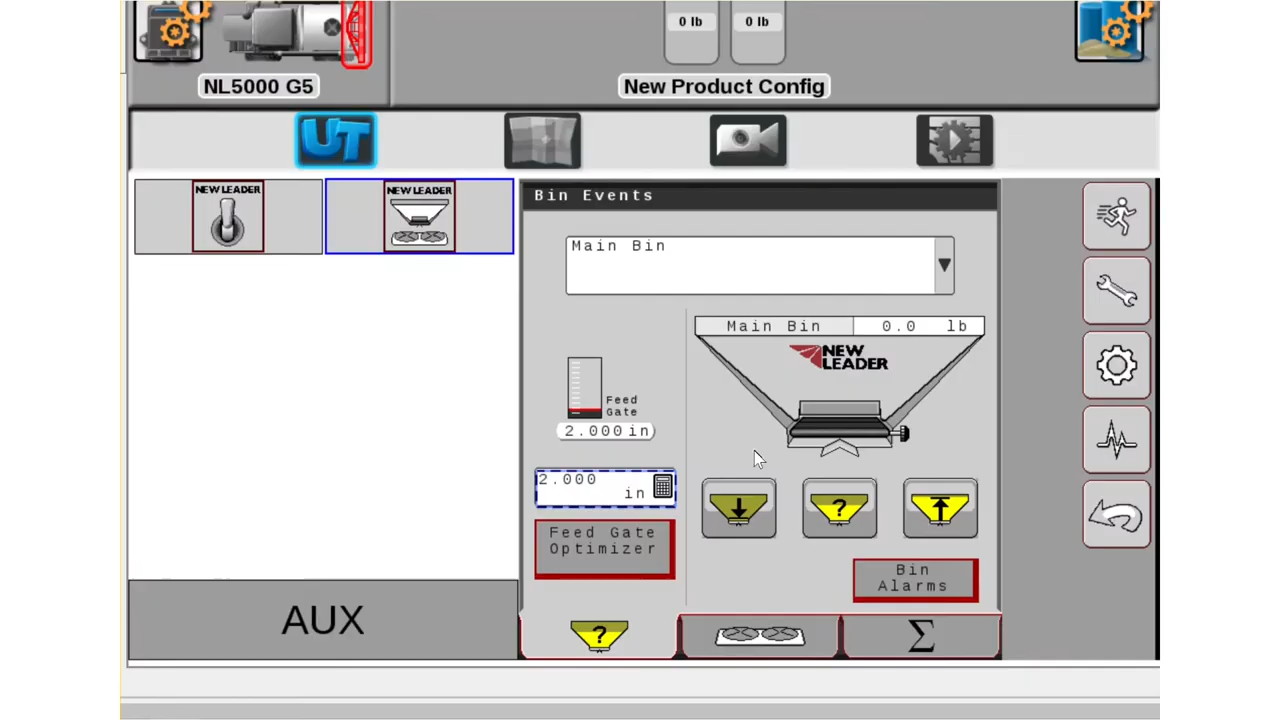 0 lb
0 lb
NL5000 G5
New Product Config
UT
NEW LEADER
NEW LEADER
Bin Events
Main Bin
Main Bin
0.0 lb
NEW
LEADER
Feed
Gate
2.000 in
2.000
in
?
Feed Gate
Optimizer
Bin
Alarms
AUX
?
Σ